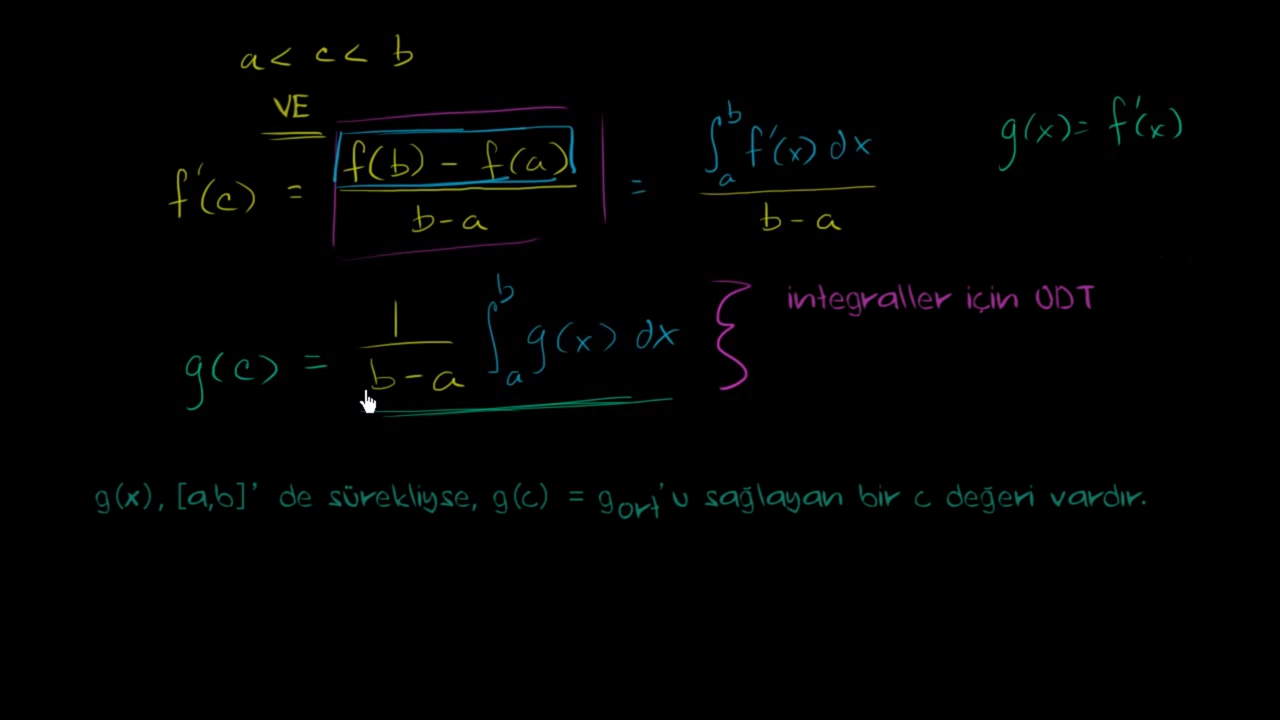 a < c < b
VE
f'(c) = f(b) - f(a) / b-a = ∫_a^b f'(x) dx / b-a
g(x) = f'(x)
g(c) = 1 / b-a ∫_a^b g(x) dx } integraller için ODT
g(x), [a,b]' de sürekliyse, g(c) = g_ort'u sağlayan bir c değeri vardır.